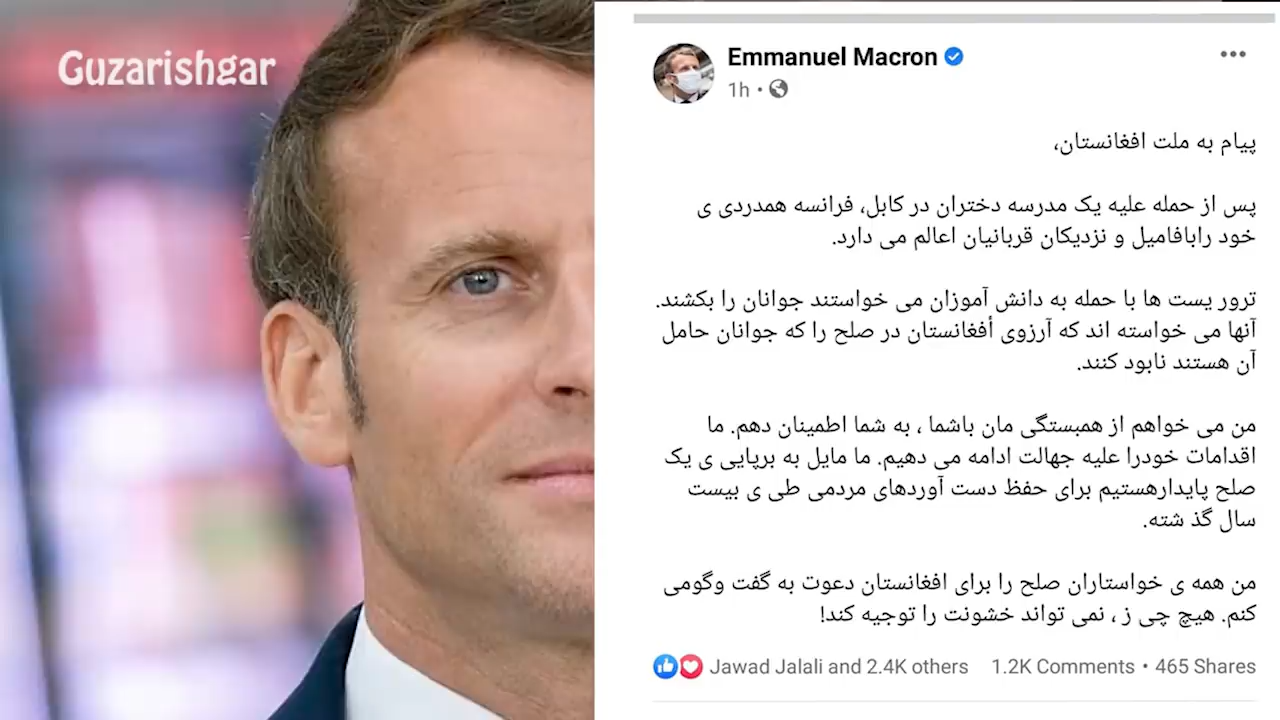 Guzarishgar
Emmanuel Macron
1h
پیام به ملت افغانستان،
پس از حمله علیه یک مدرسه دختران در کابل، فرانسه همدردی ی
خود رابافامیل و نزدیکان قربانیان اعالم می دارد.
ترور یست ها با حمله به دانش آموزان می خواستند جوانان را بکشند.
آنها می خواسته اند که آرزوی أفغانستان در صلح را که جوانان حامل
آن هستند نابود کنند.
من می خواهم از همبستگی مان باشما ، به شما اطمینان دهم. ما
اقدامات خودرا علیه جهالت ادامه می دهیم. ما مایل به برپایی ی یک
صلح پایدارهستیم برای حفظ دست آوردهای مردمی طی ی بیست
سال گذ شته.
من همه ی خواستاران صلح را برای افغانستان دعوت به گفت وگومی
کنم. هیچ چی ز ، نمی تواند خشونت را توجیه کند!
Jawad Jalali and 2.4K others 1.2K Comments • 465 Shares